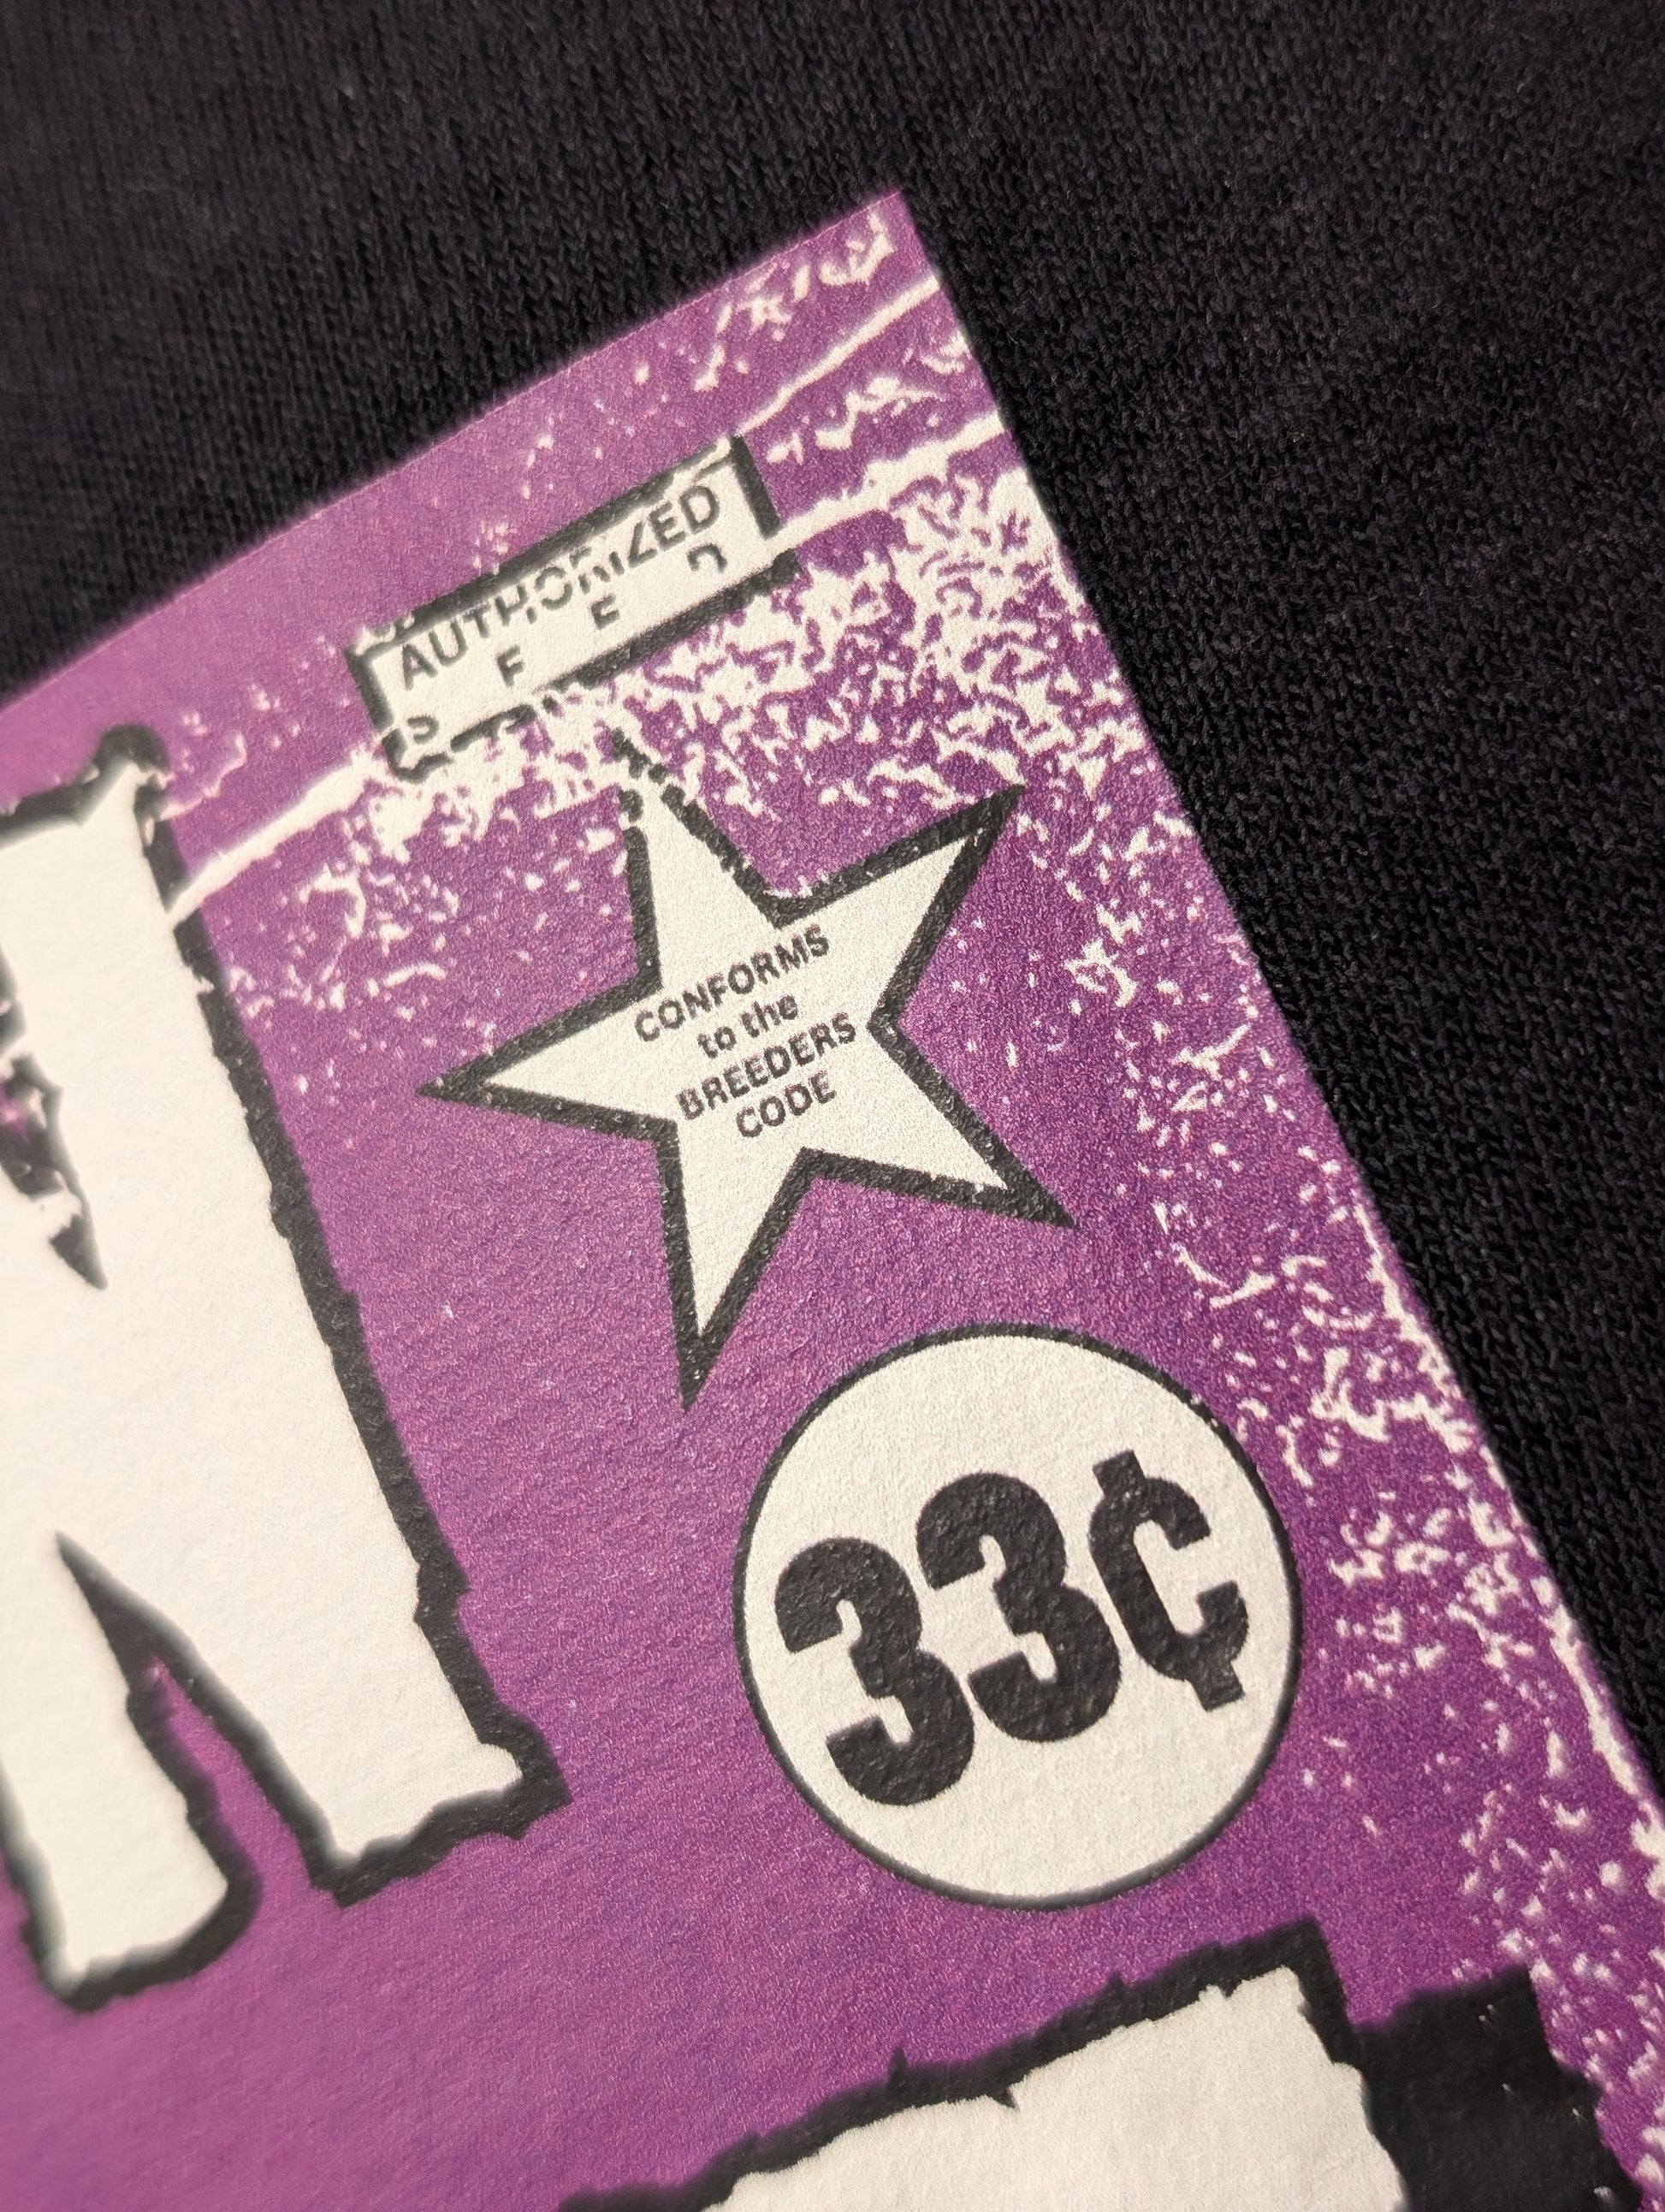 AUTHORIZED
CONFORMS
to the
BREEDERS
CODE
33¢